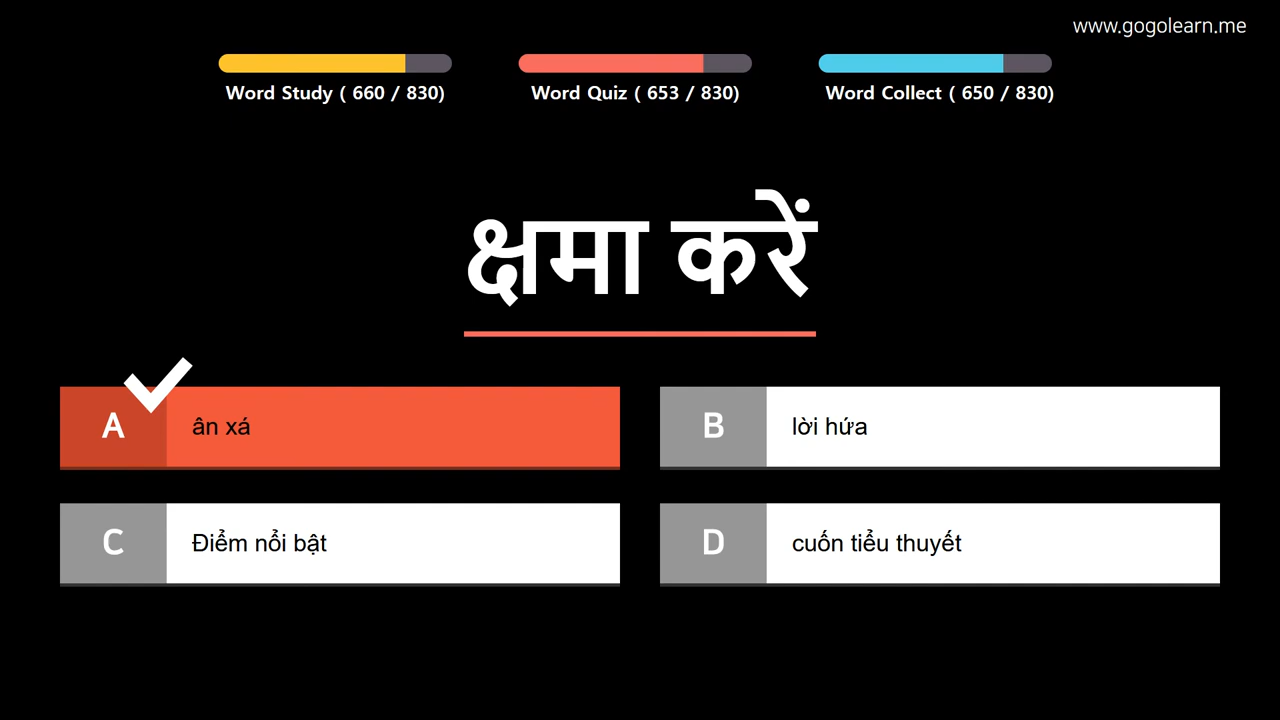 www.gogolearn.me
Word Study ( 660 / 830)
Word Quiz ( 653 / 830)
Word Collect ( 650 / 830)
क्षमा करें
A
ân xá
B
lời hứa
C
Điểm nổi bật
D
cuốn tiểu thuyết